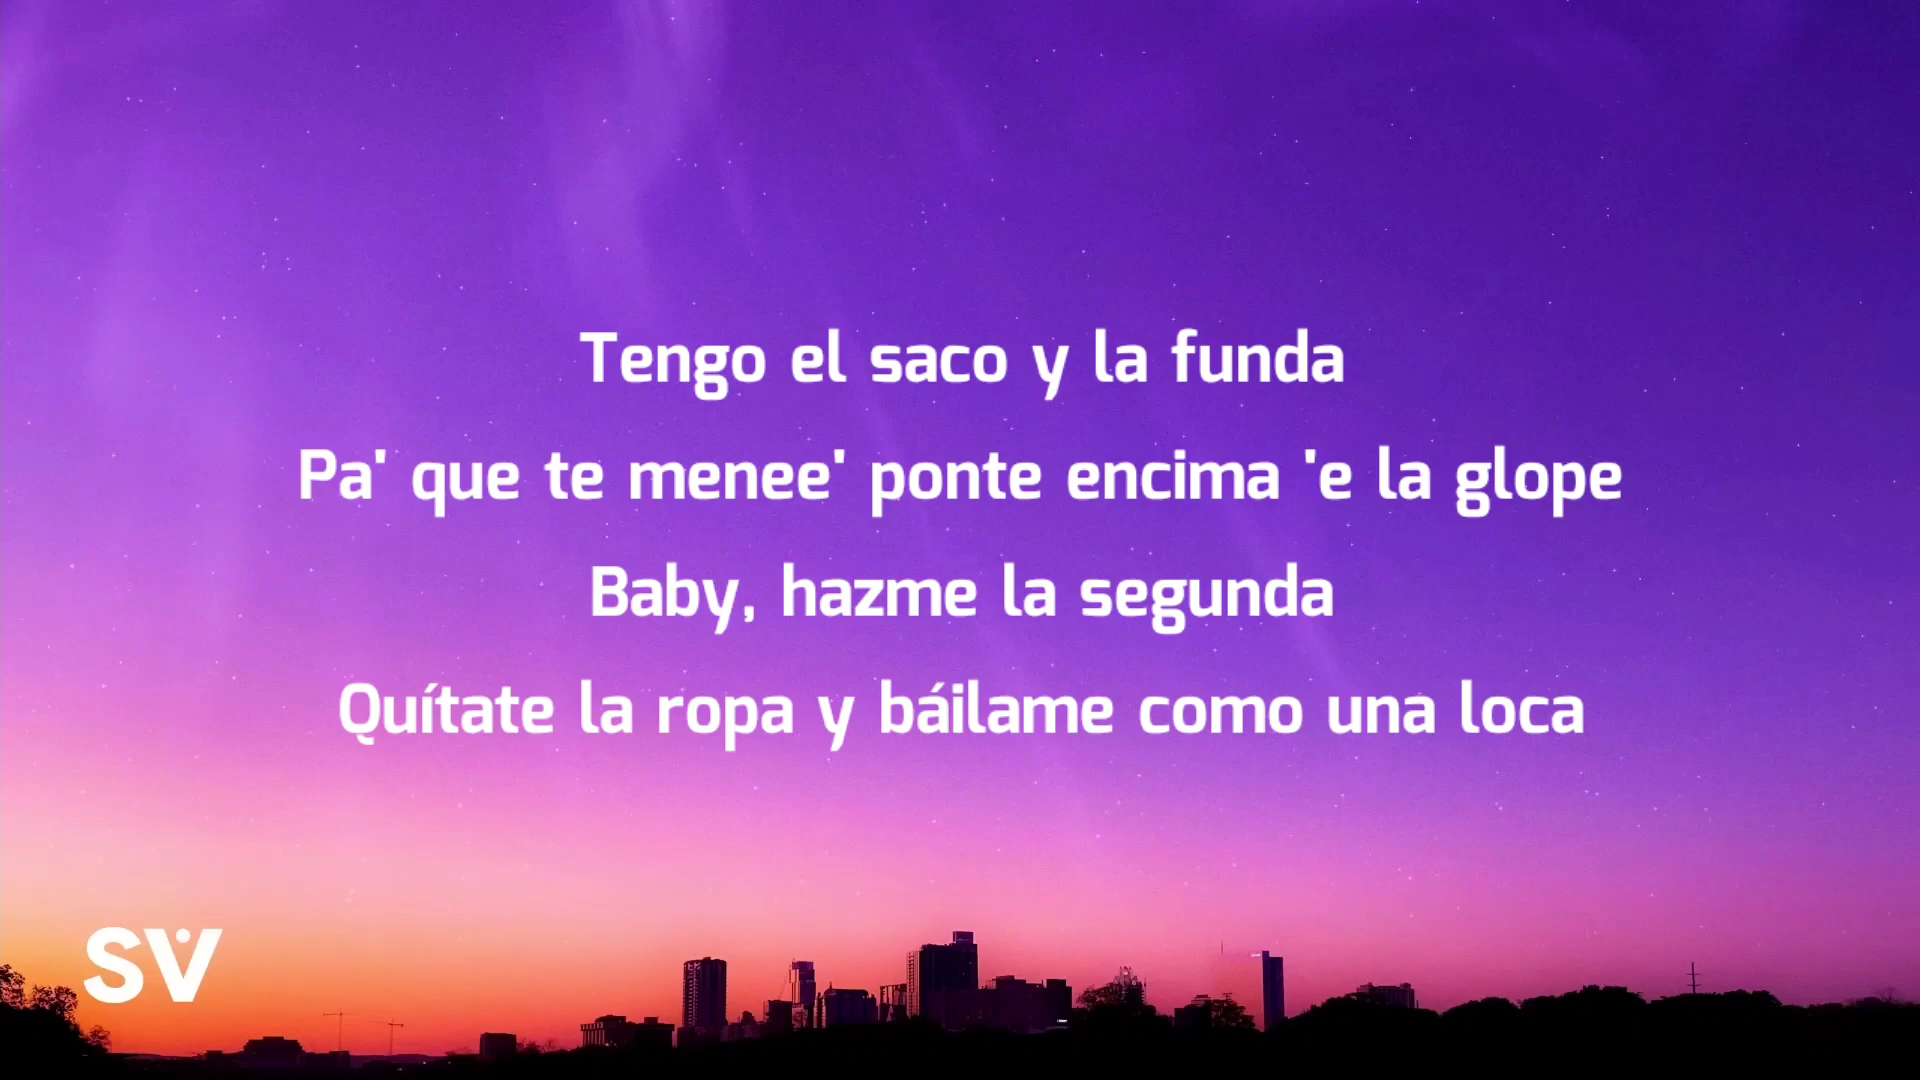 Tengo el saco y la funda
Pa' que te menee' ponte encima 'e la glope
Baby, hazme la segunda
Quítate la ropa y báilame como una loca
SV